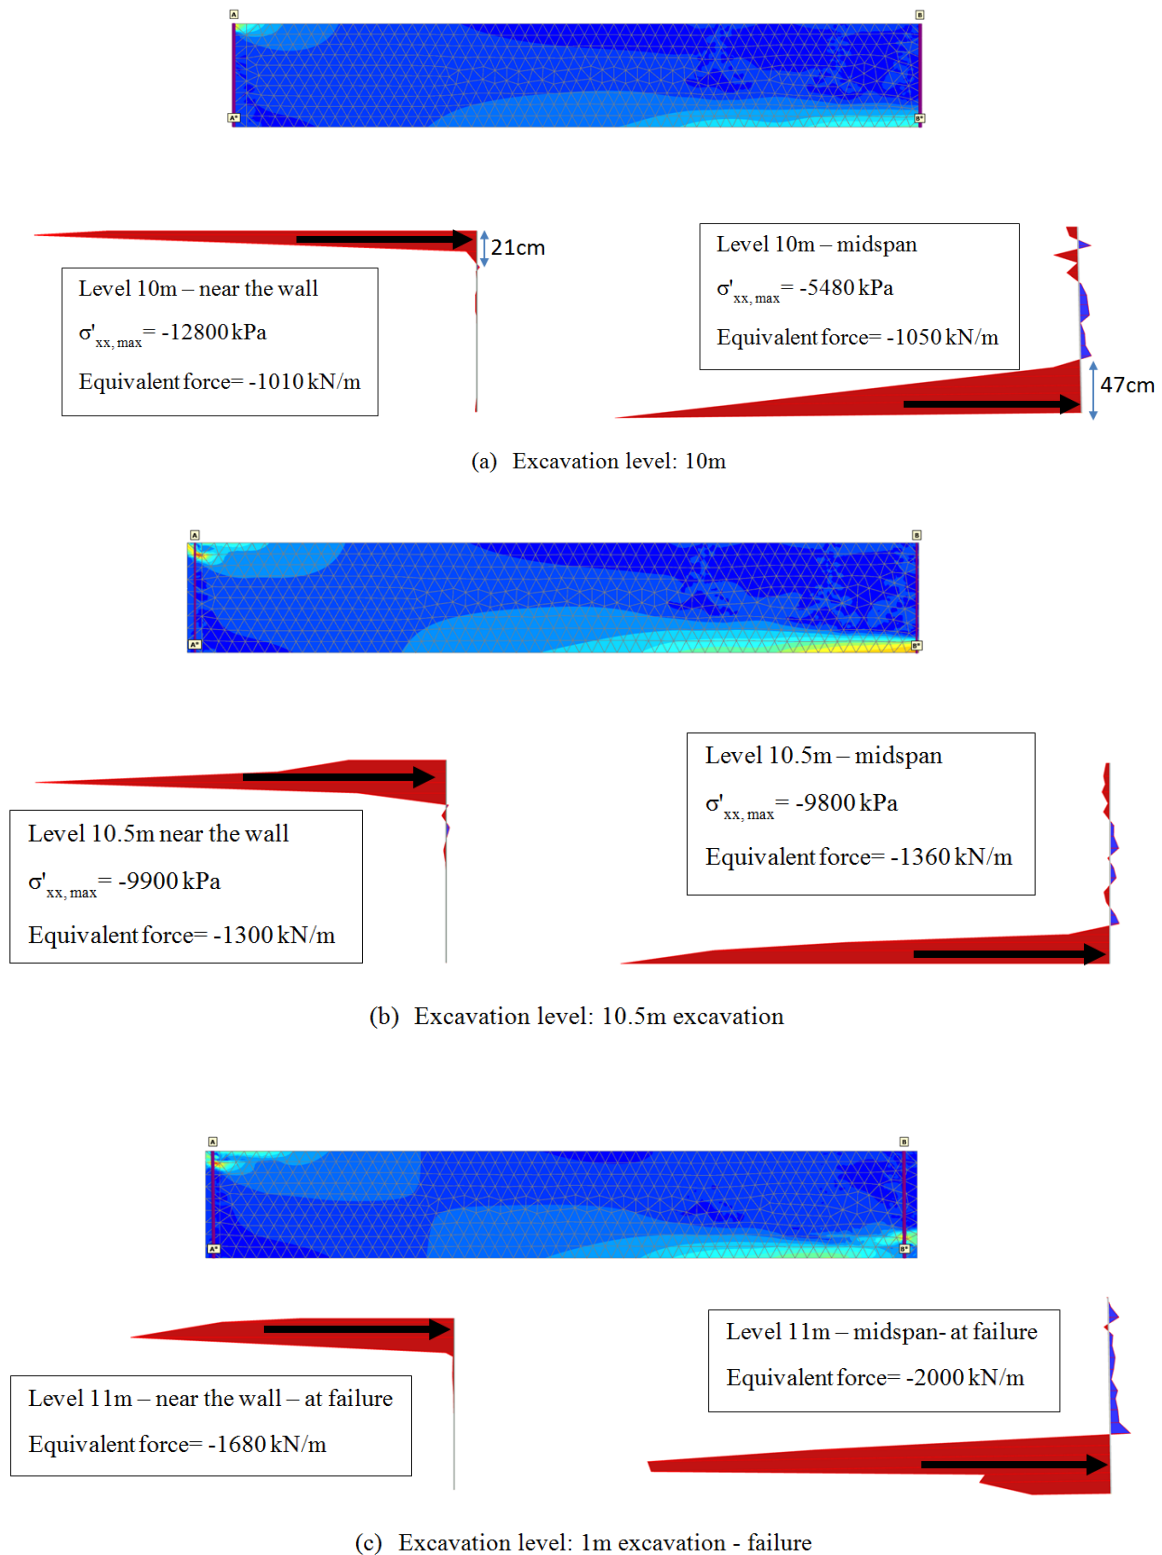 A
B
A*
B*
21cm
Level 10m – near the wall
σ'xx, max= -12800 kPa
Equivalent force= -1010 kN/m
Level 10m – midspan
σ'xx, max= -5480 kPa
Equivalent force= -1050 kN/m
47cm
(a) Excavation level: 10m
A
B
A*
B*
Level 10.5m near the wall
σ'xx, max= -9900 kPa
Equivalent force= -1300 kN/m
Level 10.5m – midspan
σ'xx, max= -9800 kPa
Equivalent force= -1360 kN/m
(b) Excavation level: 10.5m excavation
A
B
A*
B*
Level 11m – near the wall – at failure
Equivalent force= -1680 kN/m
Level 11m – midspan- at failure
Equivalent force= -2000 kN/m
(c) Excavation level: 1m excavation - failure